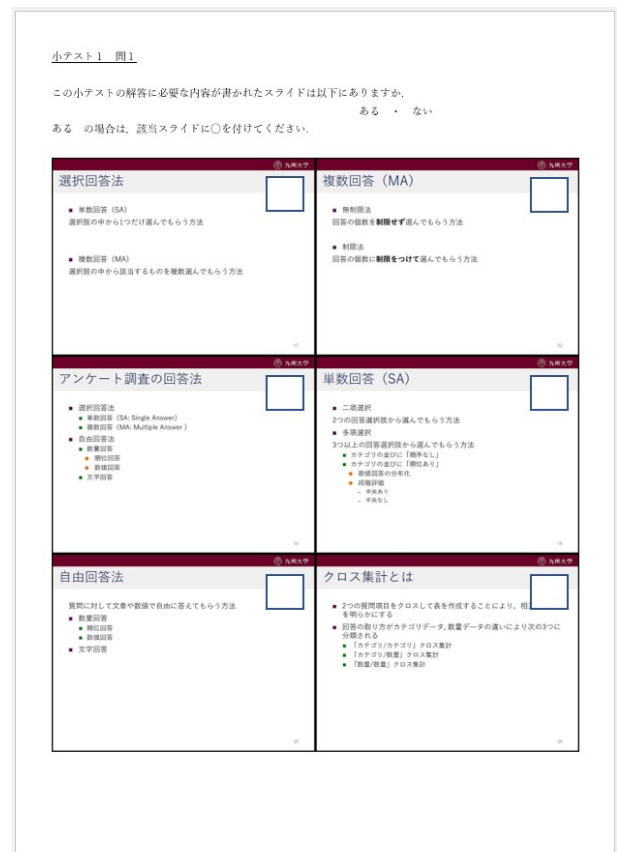 小テスト１　問１
この小テストの解答に必要な内容が書かれたスライドは以下にありますか．
ある　・　ない
ある　の場合は，該当スライドに○を付けてください．
九州大学
選択回答法
単数回答（SA）
選択肢の中から1つだけ選んでもらう方法
複数回答（MA）
選択肢の中から該当するものを複数選んでもらう方法
九州大学
複数回答（MA）
無制限法
回答の個数を制限せず選んでもらう方法
制限法
回答の個数に制限をつけて選んでもらう方法
九州大学
アンケート調査の回答法
選択回答法
単数回答（SA: Single Answer）
複数回答（MA: Multiple Answer ）
自由回答法
数量回答
順位回答
数値回答
文字回答
九州大学
単数回答（SA）
二項選択
2つの回答選択肢から選んでもらう方法
多項選択
3つ以上の回答選択肢から選んでもらう方法
カテゴリの並びに「順序なし」
カテゴリの並びに「順位あり」
数値回答の分布化
段階評価
中央あり
中央なし
九州大学
自由回答法
質問に対して文章や数値で自由に答えてもらう方法
数量回答
順位回答
数値回答
文字回答
九州大学
クロス集計とは
2つの質問項目をクロスして表を作成することにより、相
を明らかにする
回答の取り方がカテゴリデータ、数量データの違いにより次の3つに
分類される
「カテゴリ/カテゴリ」クロス集計
「カテゴリ/数量」クロス集計
「数量/数量」クロス集計